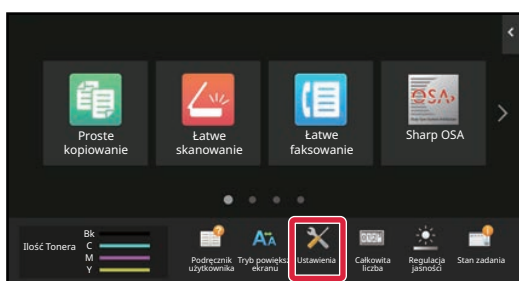 Proste
kopiowanie
Łatwe
skanowanie
Łatwe
faksowanie
OSA
Sharp OSA
Ilość Tonera
Bk
C
M
Y
Podręcznik
użytkownika
Tryb powiększ
ekranu
Ustawienia
Całkowita
liczba
Regulacja
jasności
Stan zadania